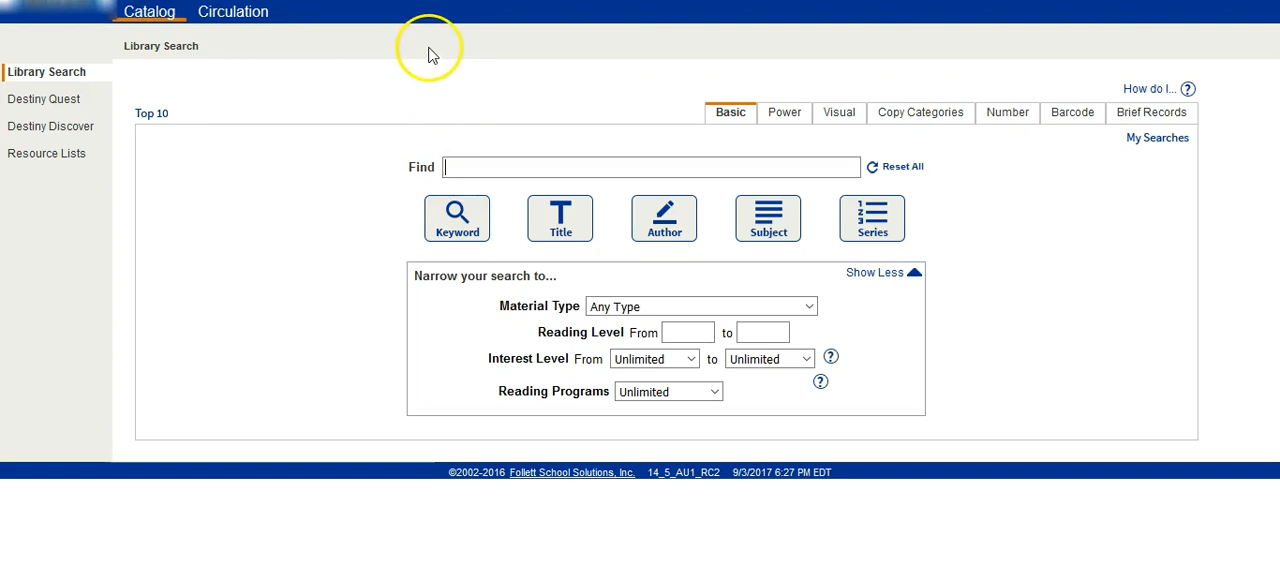 Catalog Circulation
Library Search
Library Search
Destiny Quest
Destiny Discover
Resource Lists
How do I... ?
Top 10
Basic Power Visual Copy Categories Number Barcode Brief Records
My Searches
Find Reset All
Keyword Title Author Subject Series
Narrow your search to... Show Less
Material Type Any Type
Reading Level From to
Interest Level From Unlimited to Unlimited ?
Reading Programs Unlimited ?
©2002-2016 Follett School Solutions, Inc. 14_5_AU1_RC2 9/3/2017 6:27 PM EDT